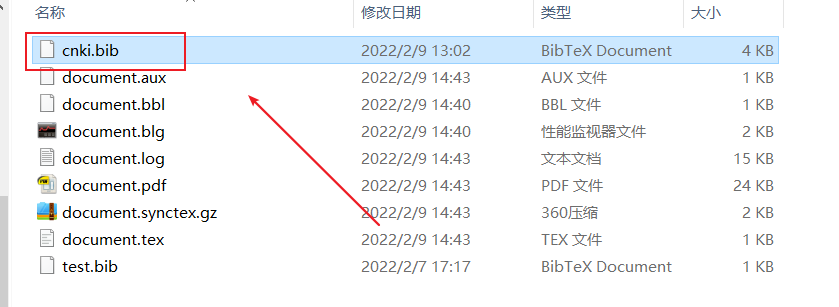 名称 修改日期 类型 大小
cnki.bib 2022/2/9 13:02 BibTeX Document 4 KB
document.aux 2022/2/9 14:43 AUX 文件 1 KB
document.bbl 2022/2/9 14:40 BBL 文件 1 KB
document.blg 2022/2/9 14:40 性能监视器文件 2 KB
document.log 2022/2/9 14:43 文本文档 15 KB
document.pdf 2022/2/9 14:43 PDF 文件 24 KB
document.synctex.gz 2022/2/9 14:43 360压缩 2 KB
document.tex 2022/2/9 14:43 TEX 文件 1 KB
test.bib 2022/2/7 17:17 BibTeX Document 1 KB